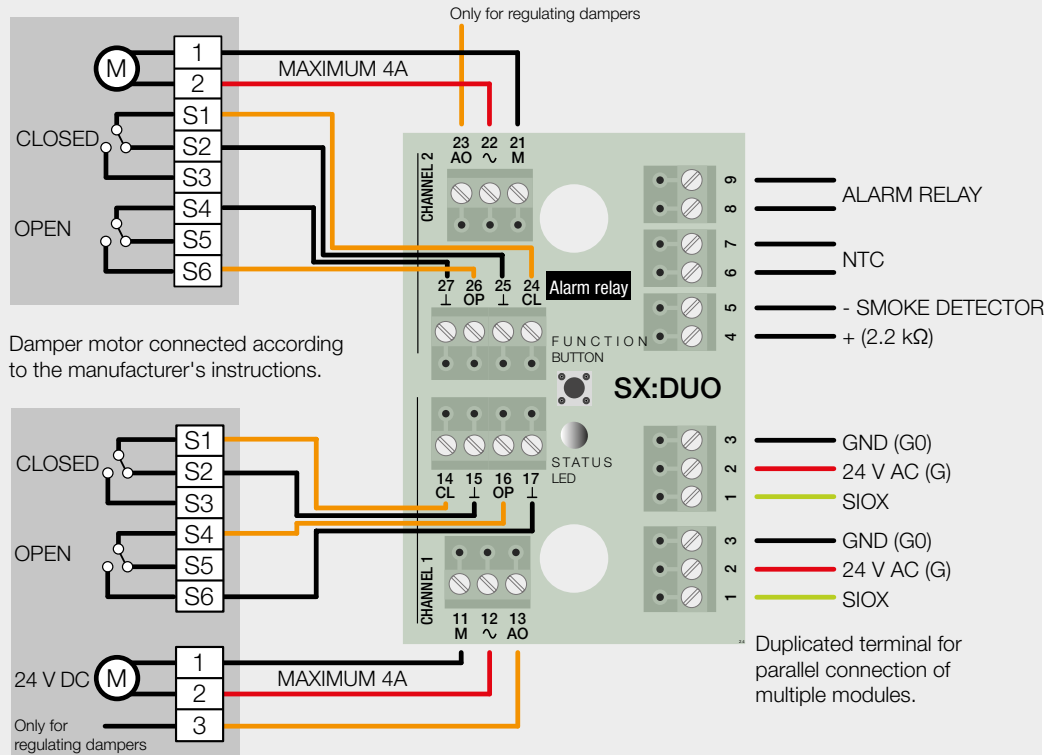 Only for regulating dampers
M
1
2
MAXIMUM 4A
CLOSED
S1
S2
S3
OPEN
S4
S5
S6
Damper motor connected according
to the manufacturer's instructions.
CLOSED
S1
S2
S3
OPEN
S4
S5
S6
24 V DC
M
1
2
3
MAXIMUM 4A
Only for
regulating dampers
CHANNEL 2
23 22 21
AO ∿ M
27 26 25 24
⊥ OP ⊥ CL
Alarm relay
FUNCTION
BUTTON
SX:DUO
STATUS
LED
14 15 16 17
CL ⊥ OP ⊥
CHANNEL 1
11 12 13
M ∿ AO
9
8
ALARM RELAY
7
6
NTC
5 - SMOKE DETECTOR
4 + (2.2 kΩ)
3 GND (G0)
2 24 V AC (G)
1 SIOX
3 GND (G0)
2 24 V AC (G)
1 SIOX
Duplicated terminal for
parallel connection of
multiple modules.